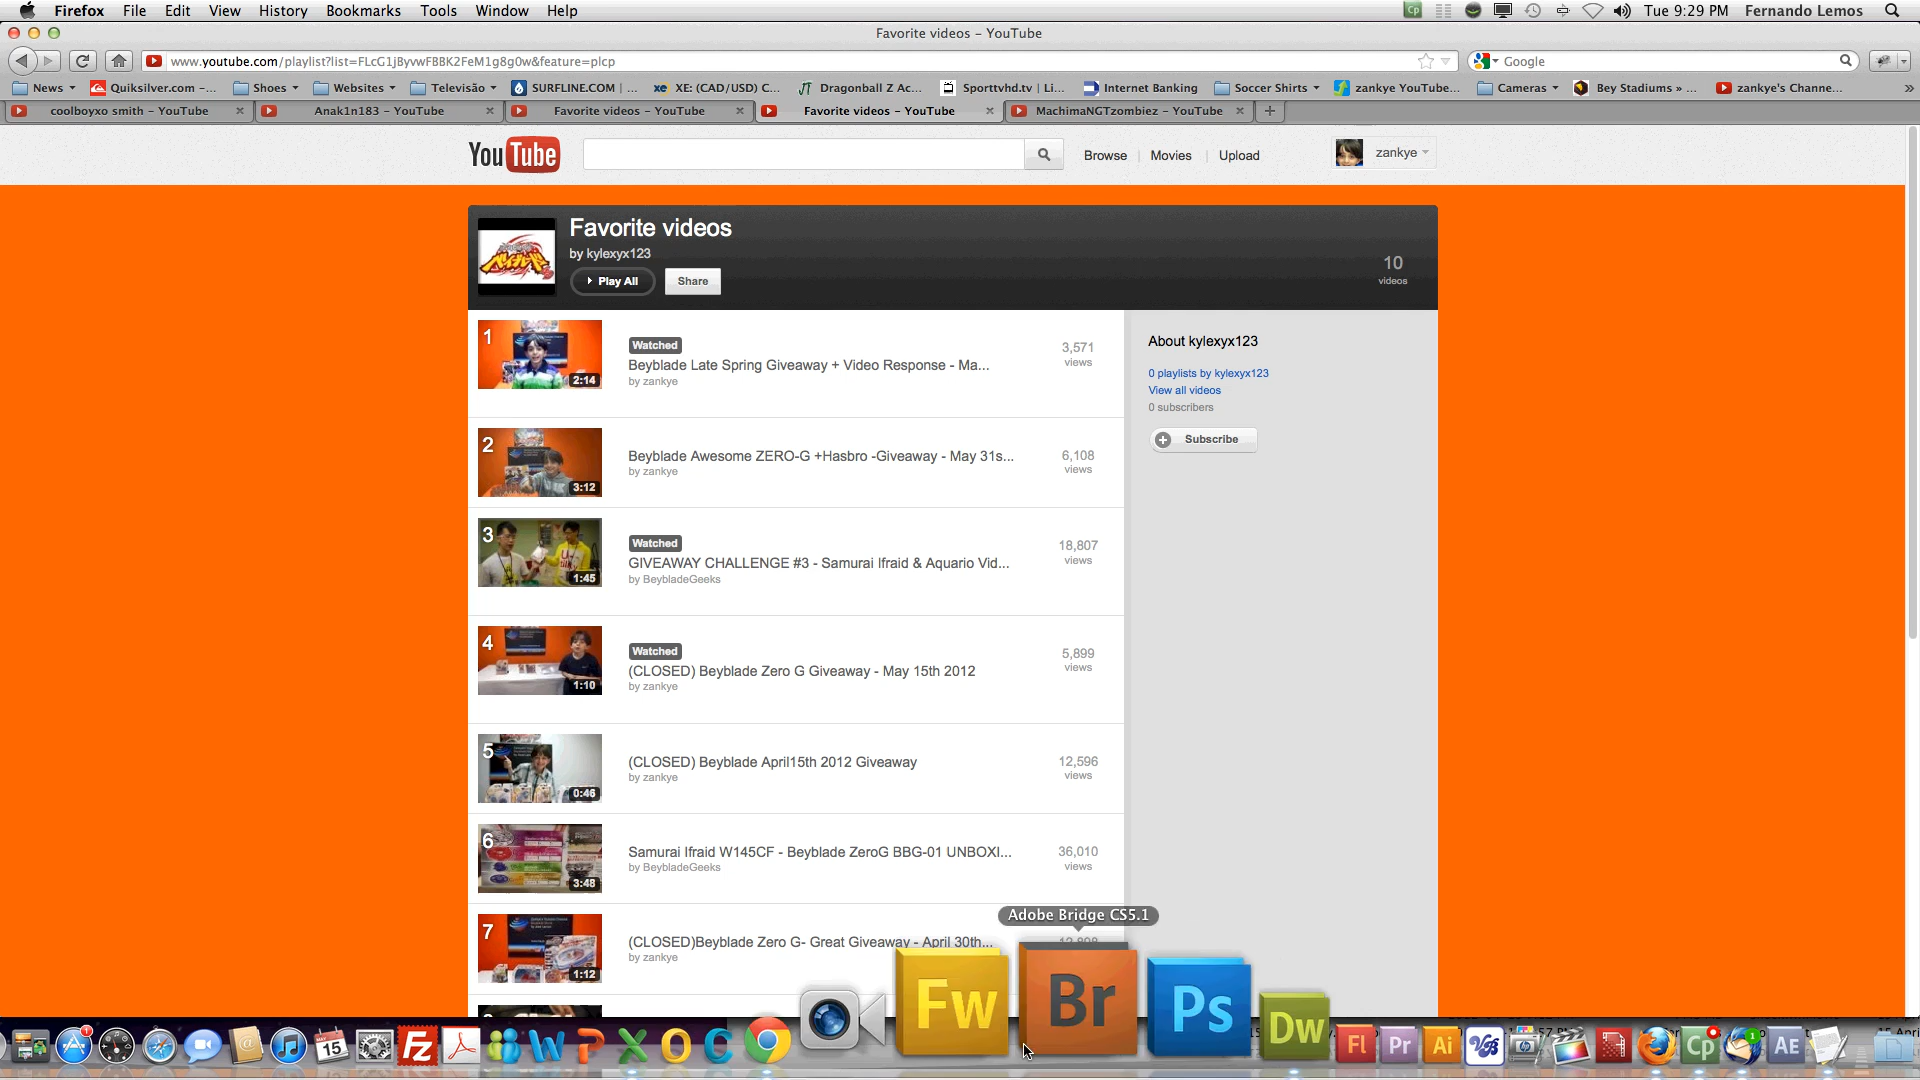 Firefox File Edit View History Bookmarks Tools Window Help Tue 9:29 PM Fernando Lemos
Favorite videos – YouTube
www.youtube.com/playlist?list=FLcG1jByvwFBBK2FeM1g8g0w&feature=plcp Google
News Quiksilver.com –... Shoes Websites Televisão SURFLINE.COM | ... XE: (CAD/USD) C... Dragonball Z Ac... Sporttvhd.tv | Li... Internet Banking Soccer Shirts zankye YouTube... Cameras Bey Stadiums » ... zankye's Channe... »
coolboyxo smith – YouTube Anak1n183 – YouTube Favorite videos – YouTube Favorite videos – YouTube MachimaNGTzombiez – YouTube
YouTube Browse Movies Upload zankye
Favorite videos
by kylexyx123
Play All Share
10
videos
1
2:14
Watched
Beyblade Late Spring Giveaway + Video Response - Ma...
by zankye
3,571
views
2
3:12
Beyblade Awesome ZERO-G +Hasbro -Giveaway - May 31s...
by zankye
6,108
views
3
1:45
Watched
GIVEAWAY CHALLENGE #3 - Samurai Ifraid & Aquario Vid...
by BeybladeGeeks
18,807
views
4
1:10
Watched
(CLOSED) Beyblade Zero G Giveaway - May 15th 2012
by zankye
5,899
views
5
0:46
(CLOSED) Beyblade April15th 2012 Giveaway
by zankye
12,596
views
6
3:48
Samurai Ifraid W145CF - Beyblade ZeroG BBG-01 UNBOXI...
by BeybladeGeeks
36,010
views
7
1:12
(CLOSED)Beyblade Zero G- Great Giveaway - April 30th...
by zankye
About kylexyx123
0 playlists by kylexyx123
View all videos
0 subscribers
Subscribe
Adobe Bridge CS5.1
Fw Br Ps Dw Fl Pr Ai Cp AE